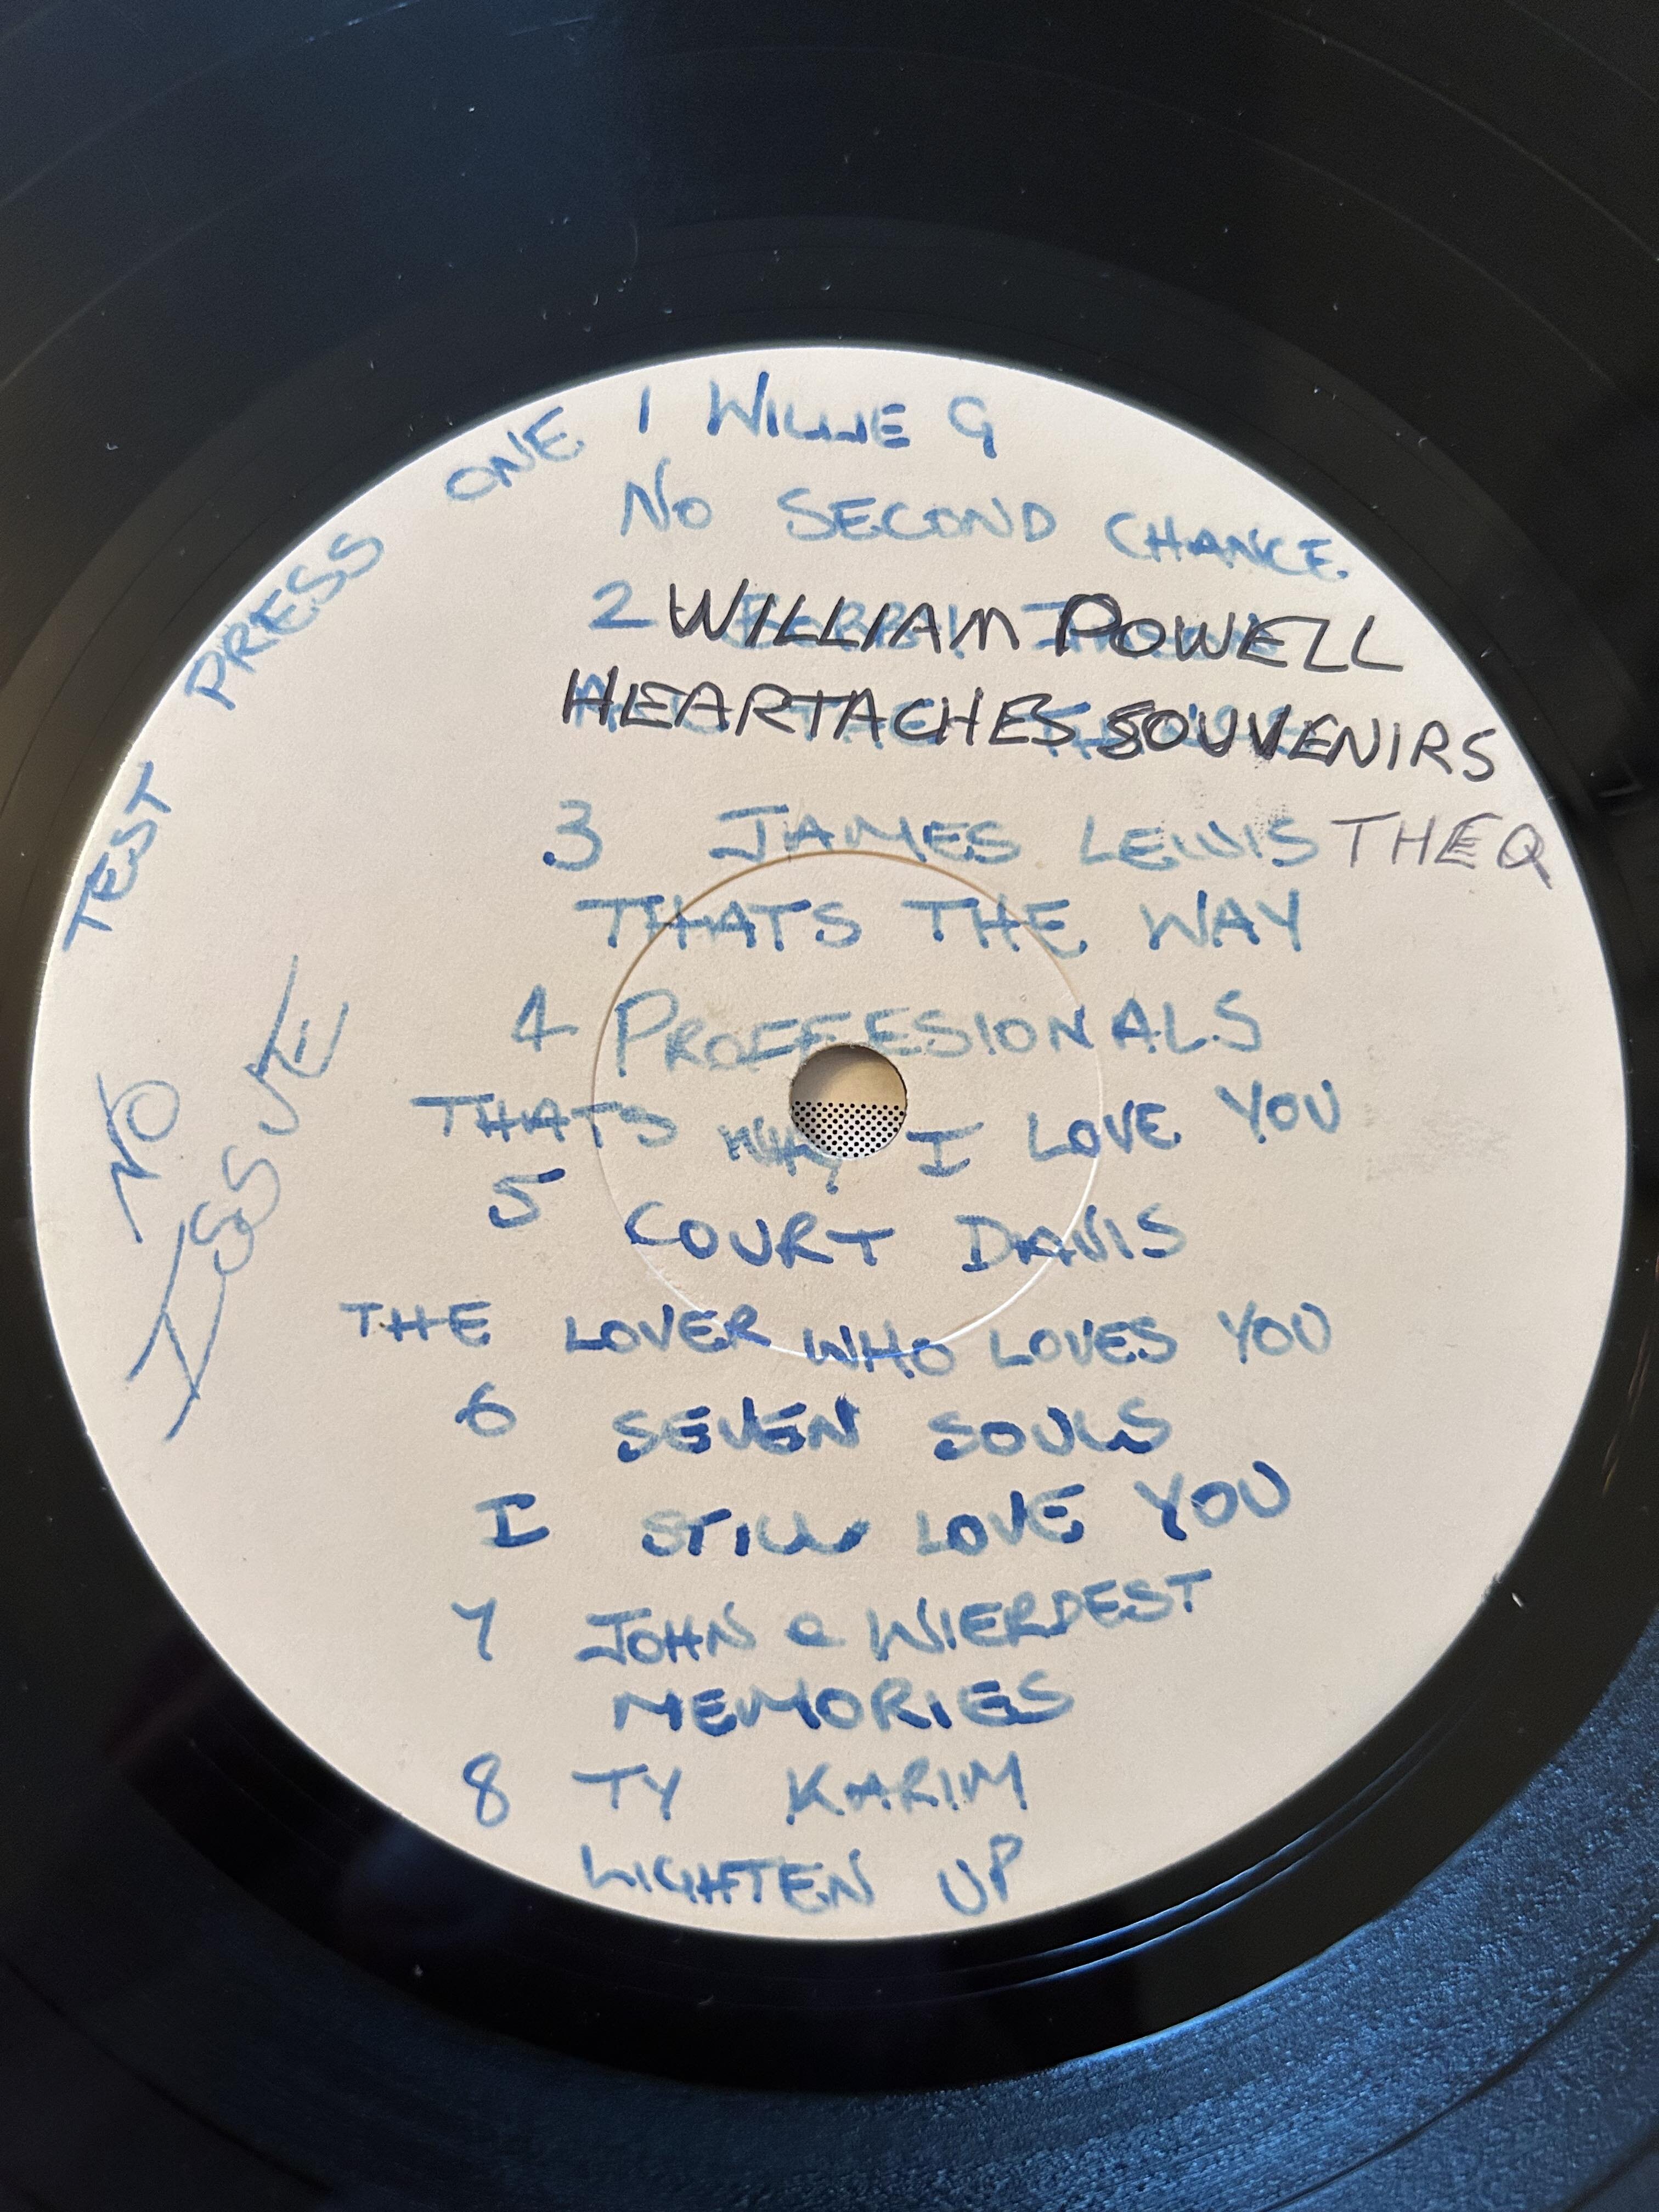 TEST PRESS ONE
NO
ISSUE
1 WILLIE G
NO SECOND CHANCE
2 WILLIAM POWELL
HEARTACHES SOUVENIRS
3 JAMES LEWIS THE Q
THATS THE WAY
4 PROFFESIONALS
THATS WHY I LOVE YOU
5 COURT DAVIS
THE LOVER WHO LOVES YOU
6 SEVEN SOULS
I STILL LOVE YOU
7 JOHN & WIERDEST
MEMORIES
8 TY KARIM
LIGHTEN UP